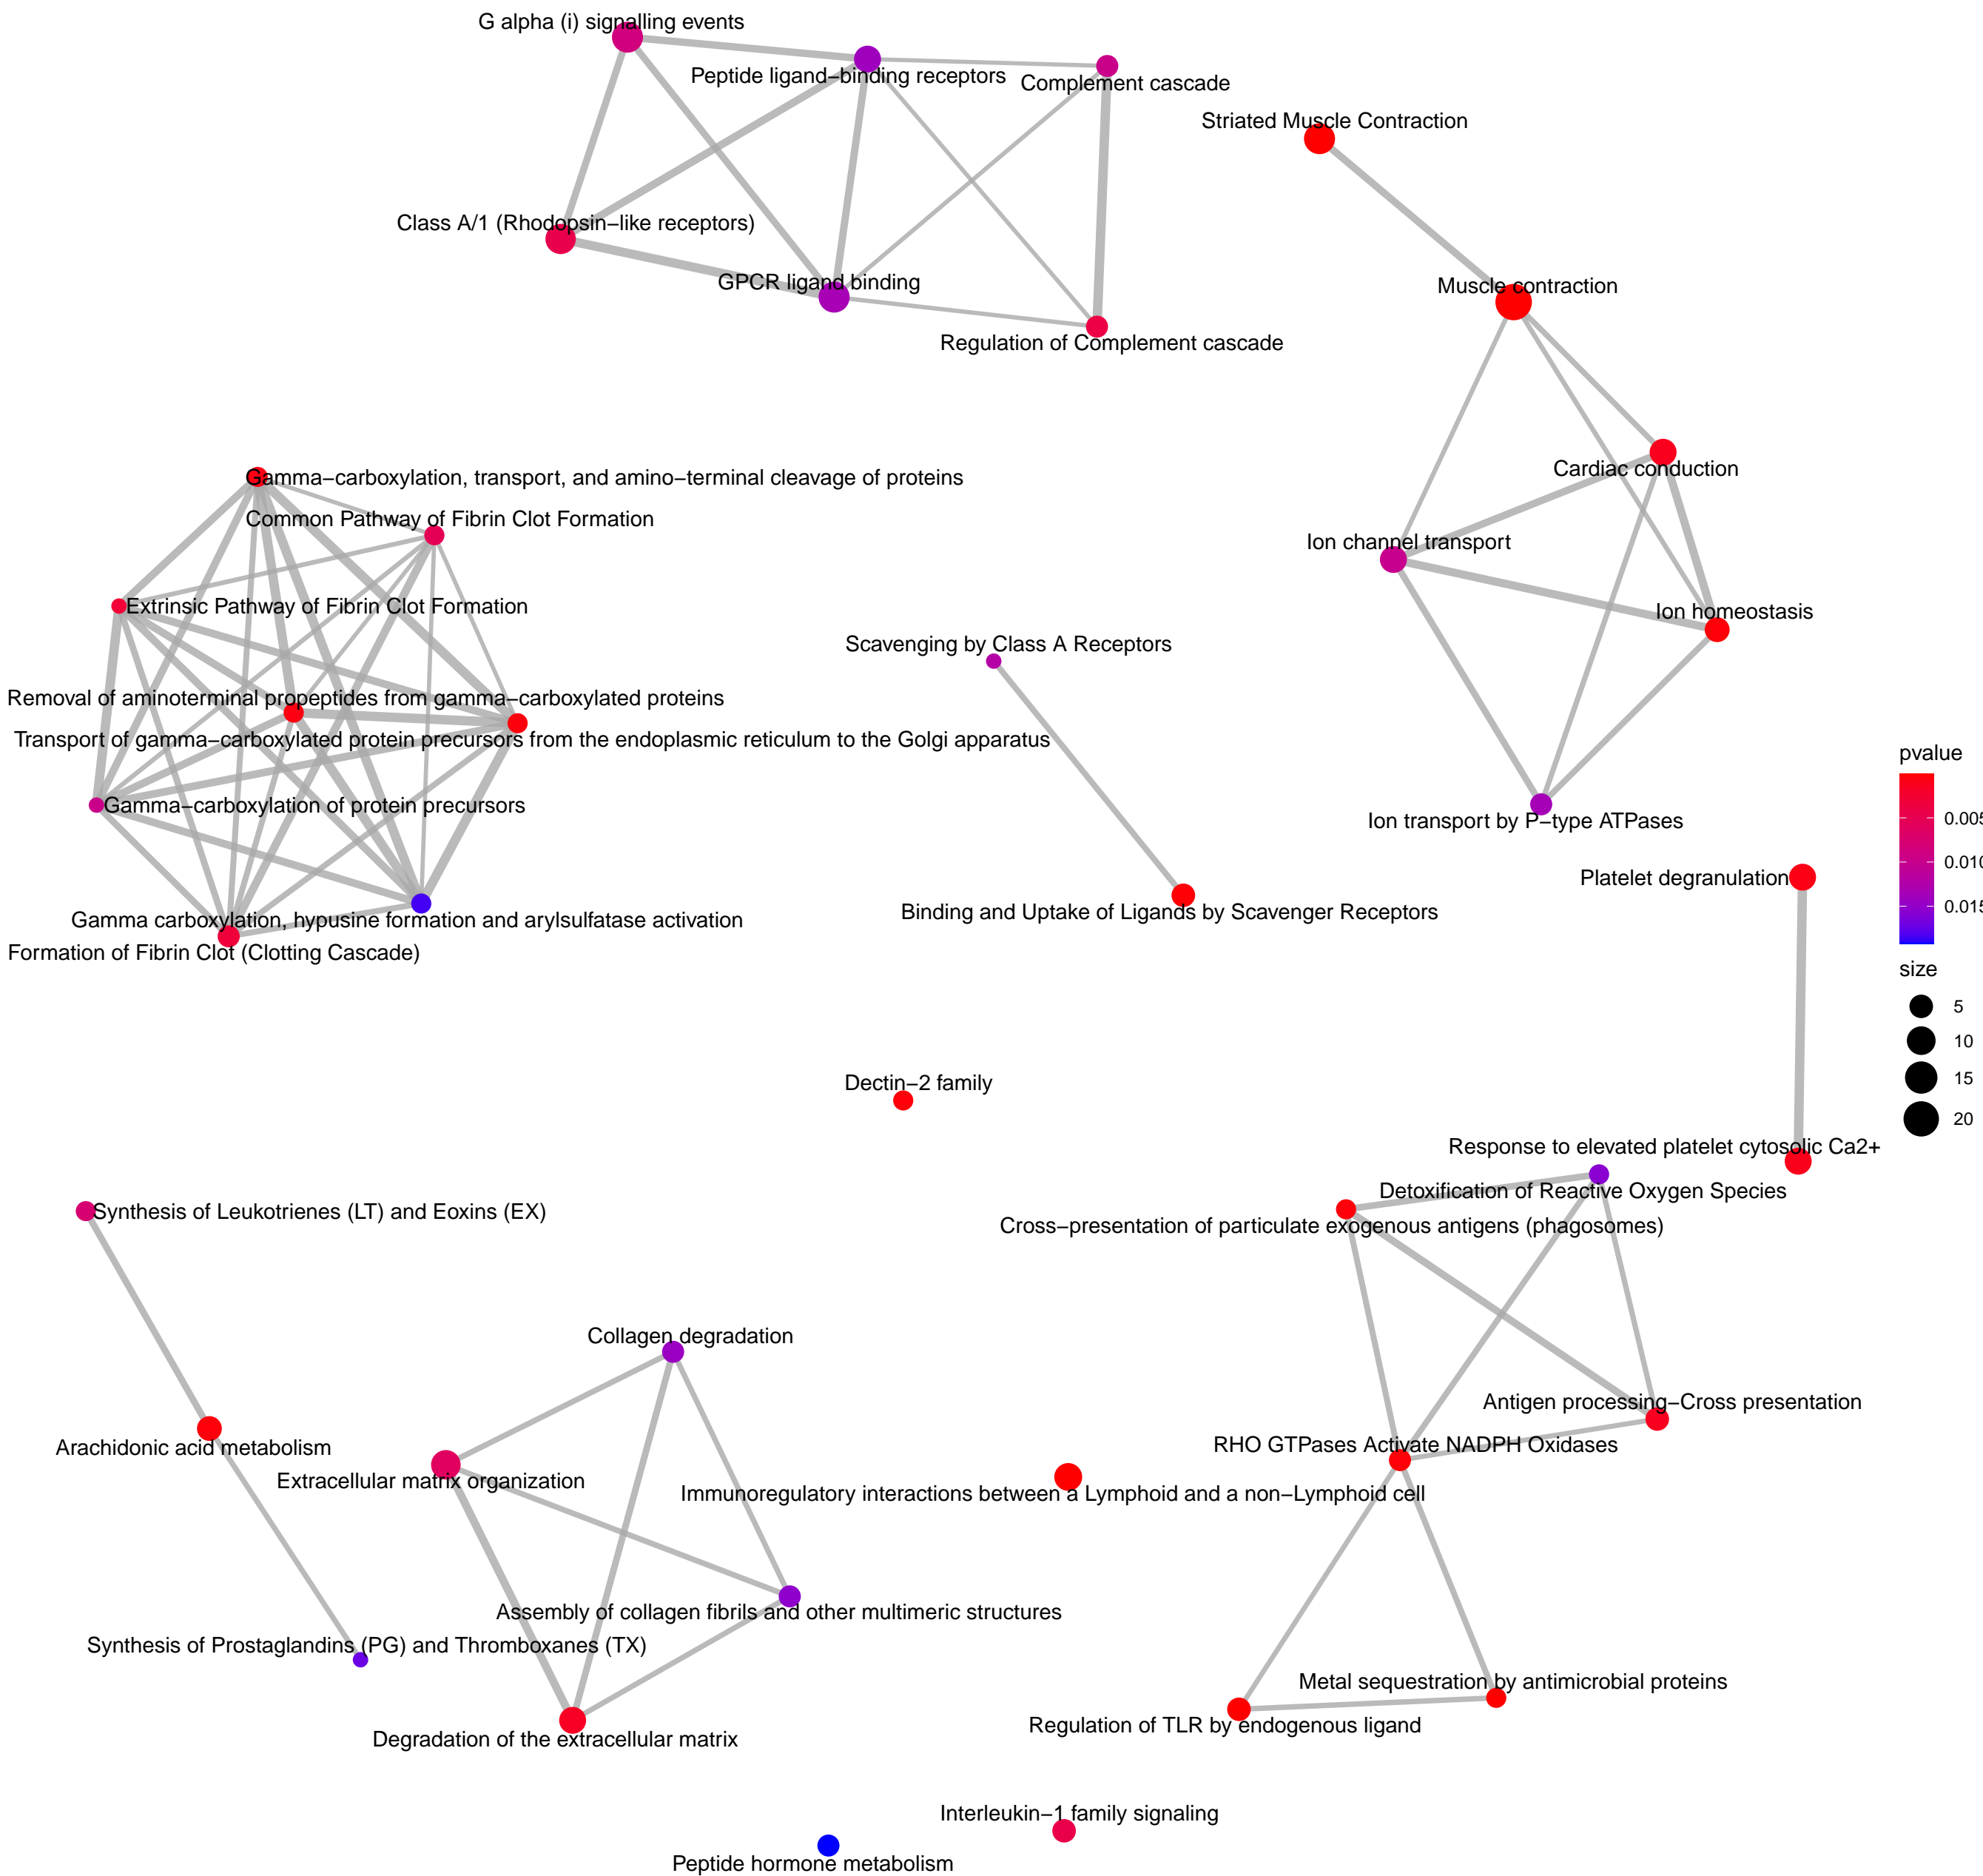 G alpha (i) signalling events
Peptide ligand−binding receptors
Complement cascade
Striated Muscle Contraction
Class A/1 (Rhodopsin−like receptors)
GPCR ligand binding
Muscle contraction
Regulation of Complement cascade
Cardiac conduction
Gamma−carboxylation, transport, and amino−terminal cleavage of proteins
Common Pathway of Fibrin Clot Formation
Ion channel transport
Extrinsic Pathway of Fibrin Clot Formation
Ion homeostasis
Scavenging by Class A Receptors
Removal of aminoterminal propeptides from gamma−carboxylated proteins
Transport of gamma−carboxylated protein precursors from the endoplasmic reticulum to the Golgi apparatus
Gamma−carboxylation of protein precursors
Ion transport by P−type ATPases
Platelet degranulation
Binding and Uptake of Ligands by Scavenger Receptors
Gamma carboxylation, hypusine formation and arylsulfatase activation
Formation of Fibrin Clot (Clotting Cascade)
pvalue
0.005
0.010
0.015
size
5
10
15
20
Dectin−2 family
Response to elevated platelet cytosolic Ca2+
Detoxification of Reactive Oxygen Species
Synthesis of Leukotrienes (LT) and Eoxins (EX)
Cross−presentation of particulate exogenous antigens (phagosomes)
Collagen degradation
Antigen processing−Cross presentation
Arachidonic acid metabolism
RHO GTPases Activate NADPH Oxidases
Extracellular matrix organization
Immunoregulatory interactions between a Lymphoid and a non−Lymphoid cell
Assembly of collagen fibrils and other multimeric structures
Synthesis of Prostaglandins (PG) and Thromboxanes (TX)
Metal sequestration by antimicrobial proteins
Regulation of TLR by endogenous ligand
Degradation of the extracellular matrix
Interleukin−1 family signaling
Peptide hormone metabolism